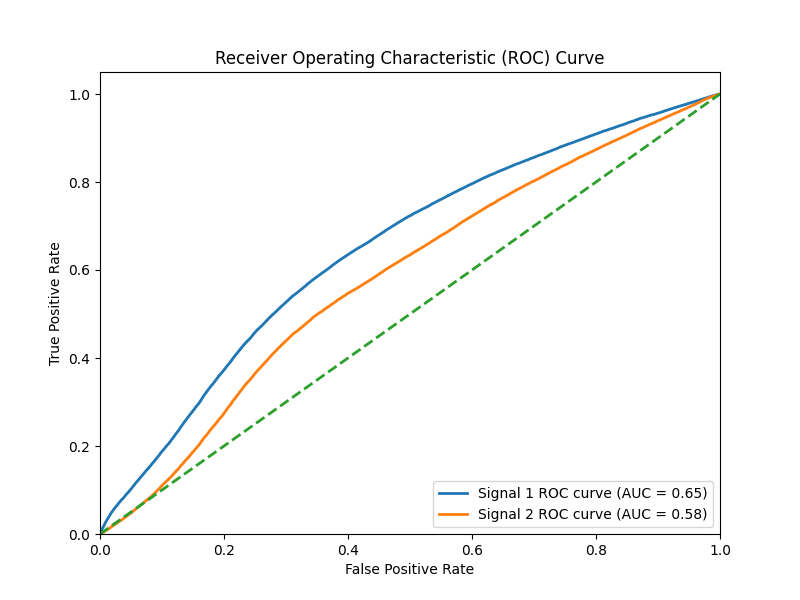 Receiver Operating Characteristic (ROC) Curve
True Positive Rate
1.0
0.8
0.6
0.4
0.2
0.0
Signal 1 ROC curve (AUC = 0.65)
Signal 2 ROC curve (AUC = 0.58)
0.0 0.2 0.4 0.6 0.8 1.0
False Positive Rate